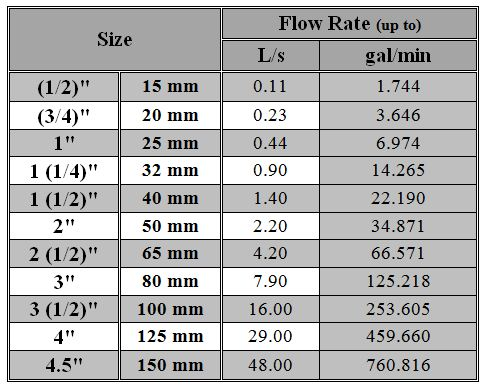 Size Flow Rate (up to)
L/s gal/min
(1/2)" 15 mm 0.11 1.744
(3/4)" 20 mm 0.23 3.646
1" 25 mm 0.44 6.974
1 (1/4)" 32 mm 0.90 14.265
1 (1/2)" 40 mm 1.40 22.190
2" 50 mm 2.20 34.871
2 (1/2)" 65 mm 4.20 66.571
3" 80 mm 7.90 125.218
3 (1/2)" 100 mm 16.00 253.605
4" 125 mm 29.00 459.660
4.5" 150 mm 48.00 760.816